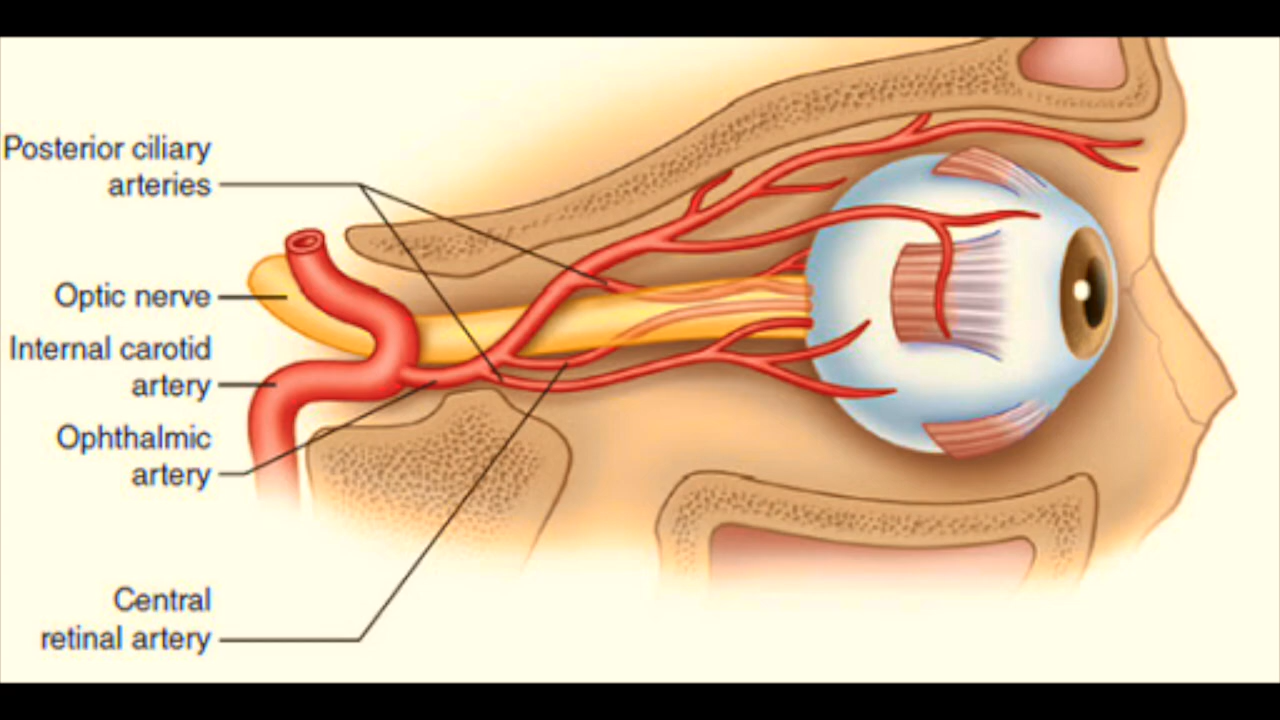 Posterior ciliary
arteries
Optic nerve
Internal carotid
artery
Ophthalmic
artery
Central
retinal artery